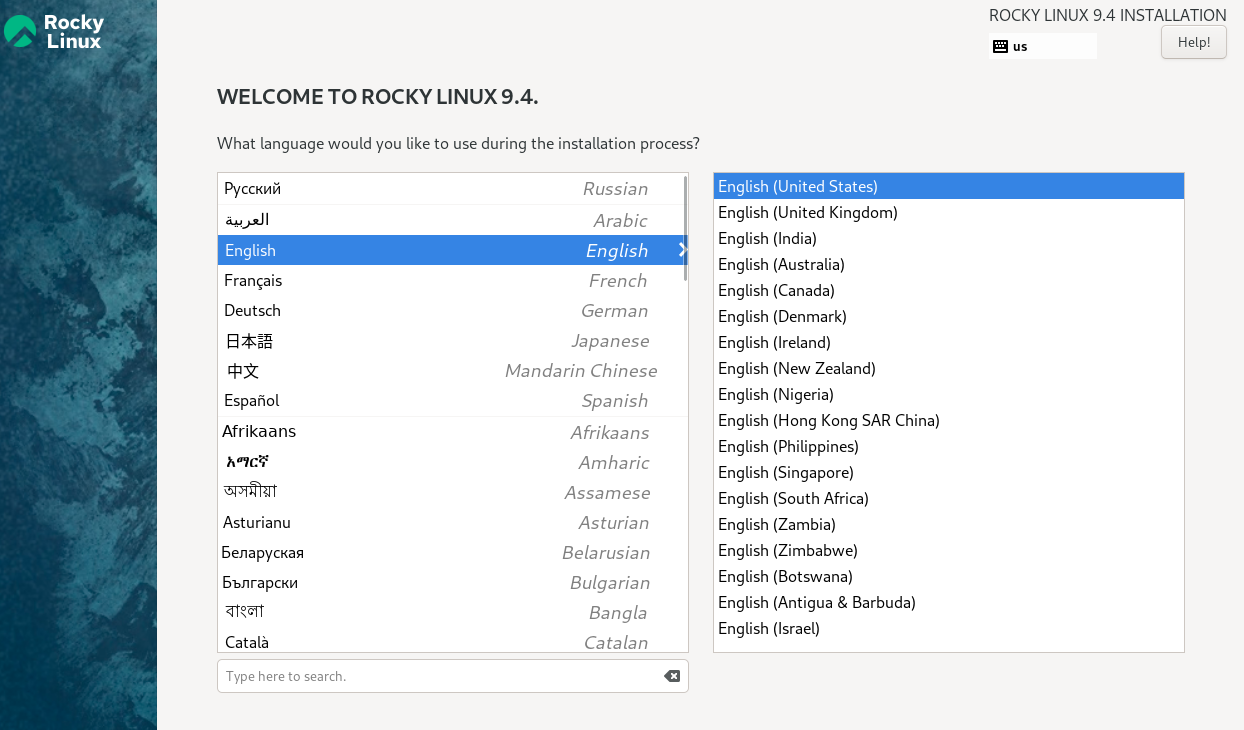 Rocky
Linux
ROCKY LINUX 9.4 INSTALLATION
us
Help!
WELCOME TO ROCKY LINUX 9.4.
What language would you like to use during the installation process?
Русский Russian
العربية Arabic
English English
Français French
Deutsch German
日本語 Japanese
中文 Mandarin Chinese
Español Spanish
Afrikaans Afrikaans
አማርኛ Amharic
অসমীয়া Assamese
Asturianu Asturian
Беларуская Belarusian
Български Bulgarian
বাংলা Bangla
Català Catalan
Type here to search.
English (United States)
English (United Kingdom)
English (India)
English (Australia)
English (Canada)
English (Denmark)
English (Ireland)
English (New Zealand)
English (Nigeria)
English (Hong Kong SAR China)
English (Philippines)
English (Singapore)
English (South Africa)
English (Zambia)
English (Zimbabwe)
English (Botswana)
English (Antigua & Barbuda)
English (Israel)